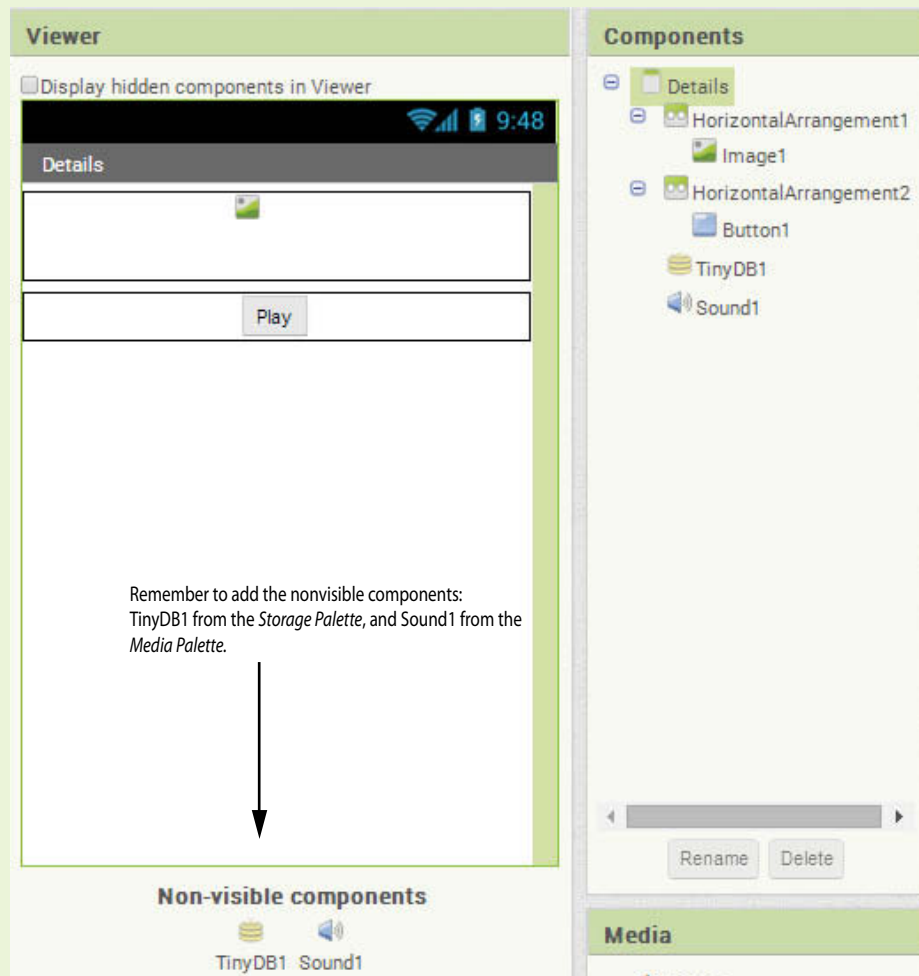 Viewer
Display hidden components in Viewer
9:48
Details
Play
Remember to add the nonvisible components:
TinyDB1 from the Storage Palette, and Sound1 from the
Media Palette.
Non-visible components
TinyDB1 Sound1
Components
Details
HorizontalArrangement1
Image1
HorizontalArrangement2
Button1
TinyDB1
Sound1
Rename Delete
Media